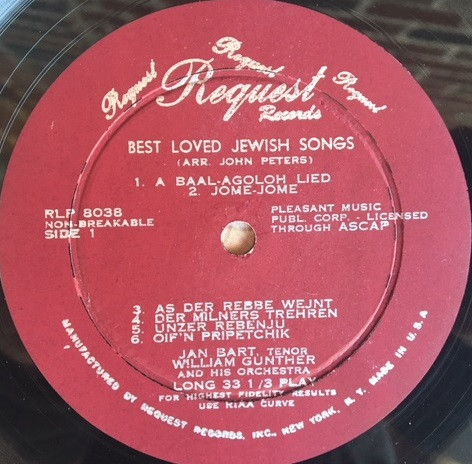 Request
Request
Request
Request
Records
BEST LOVED JEWISH SONGS
(ARR. JOHN PETERS)
1. A BAAL-AGOLOH LIED
2. JOME-JOME
RLP 8038
NON-BREAKABLE
SIDE 1
PLEASANT MUSIC
PUBL. CORP. - LICENSED
THROUGH ASCAP
3. AS DER REBBE WEJNT
4. DER MILNERS TREHREN
5. UNZER REBENJU
6. OIF'N PRIPETCHIK
JAN BART, TENOR
WILLIAM GUNTHER
AND HIS ORCHESTRA
LONG 33 1/3 PLAY
FOR HIGHEST FIDELITY RESULTS
USE RIAA CURVE
MANUFACTURED BY REQUEST RECORDS, INC., NEW YORK, N. Y. MADE IN U.S.A